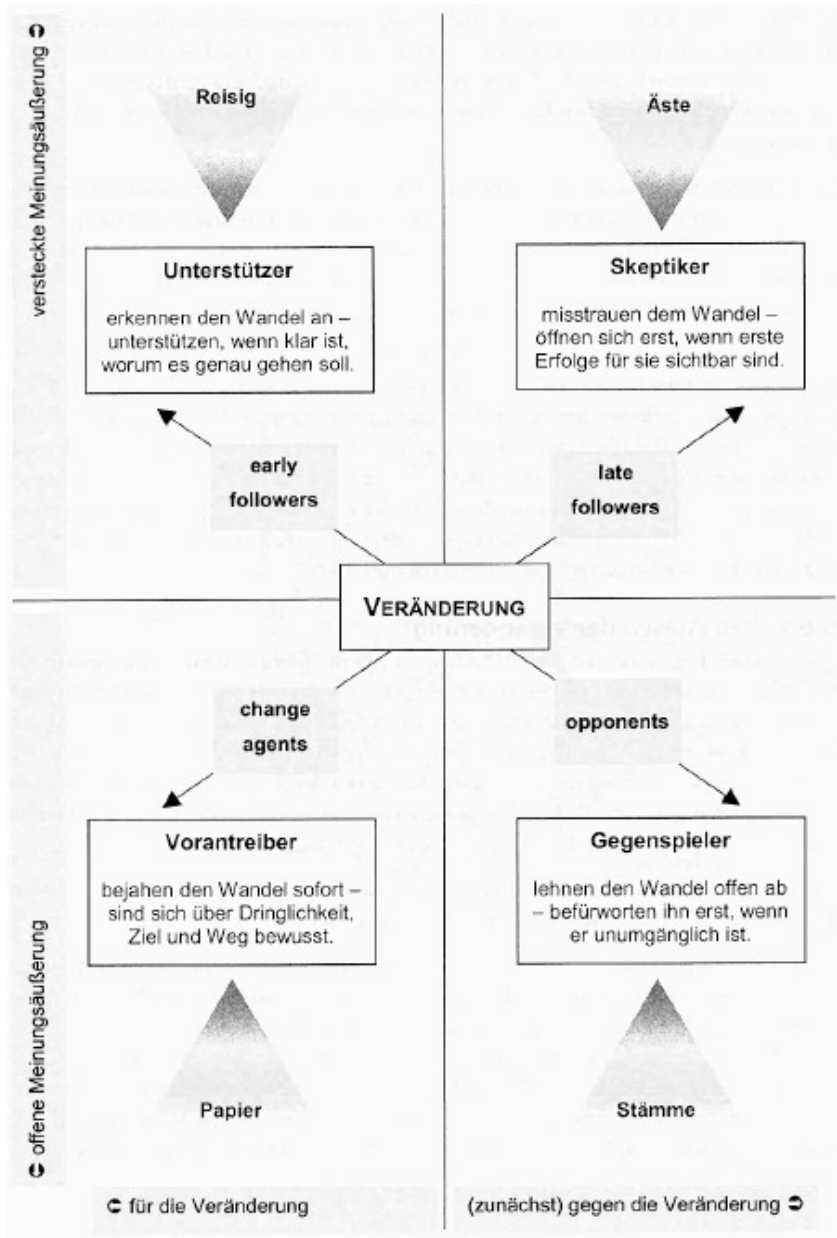 versteckte Meinungsäußerung
Reisig
Äste
Unterstützer
erkennen den Wandel an –
unterstützen, wenn klar ist,
worum es genau gehen soll.
Skeptiker
misstrauen dem Wandel –
öffnen sich erst, wenn erste
Erfolge für sie sichtbar sind.
early
followers
late
followers
VERÄNDERUNG
change
agents
opponents
offene Meinungsäußerung
Vorantreiber
bejahen den Wandel sofort –
sind sich über Dringlichkeit,
Ziel und Weg bewusst.
Gegenspieler
lehnen den Wandel offen ab
– befürworten ihn erst, wenn
er unumgänglich ist.
Papier
Stämme
für die Veränderung
(zunächst) gegen die Veränderung